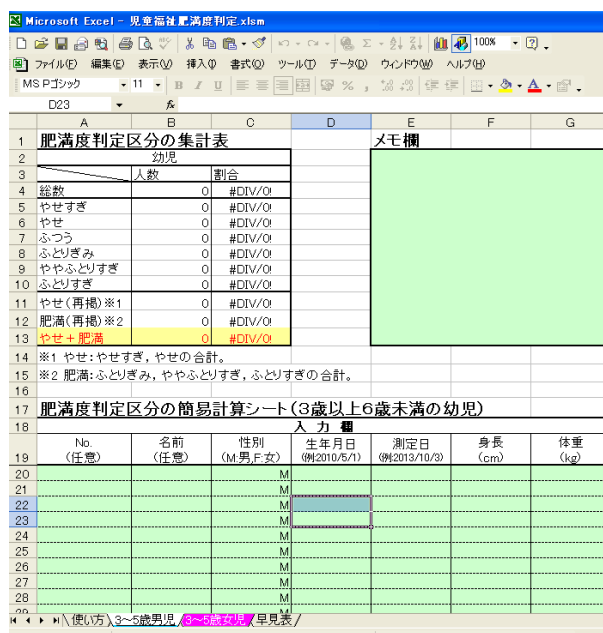 Microsoft Excel - 児童福祉肥満度判定.xlsm
100%
ファイル(F) 編集(E) 表示(V) 挿入(I) 書式(O) ツール(T) データ(D) ウィンドウ(W) ヘルプ(H)
MS Pゴシック 11 B I U
D23 fx
A B C D E F G
1 肥満度判定区分の集計表 メモ欄
2 幼児
3 人数 割合
4 総数 0 #DIV/0!
5 やせすぎ 0 #DIV/0!
6 やせ 0 #DIV/0!
7 ふつう 0 #DIV/0!
8 ふとりぎみ 0 #DIV/0!
9 ややふとりすぎ 0 #DIV/0!
10 ふとりすぎ 0 #DIV/0!
11 やせ(再掲)※1 0 #DIV/0!
12 肥満(再掲)※2 0 #DIV/0!
13 やせ+肥満 0 #DIV/0!
14 ※1 やせ:やせすぎ,やせの合計。
15 ※2 肥満:ふとりぎみ,ややふとりすぎ,ふとりすぎの合計。
16
17 肥満度判定区分の簡易計算シート(3歳以上6歳未満の幼児)
18 入 力 欄
No. 名前 性別 生年月日 測定日 身長 体重
19 (任意) (任意) (M:男,F:女) (例:2010/5/1) (例:2013/10/3) (cm) (kg)
20 M
21 M
22 M
23 M
24 M
25 M
26 M
27 M
28 M
29 M
使い方 3~5歳男児 3~5歳女児 早見表